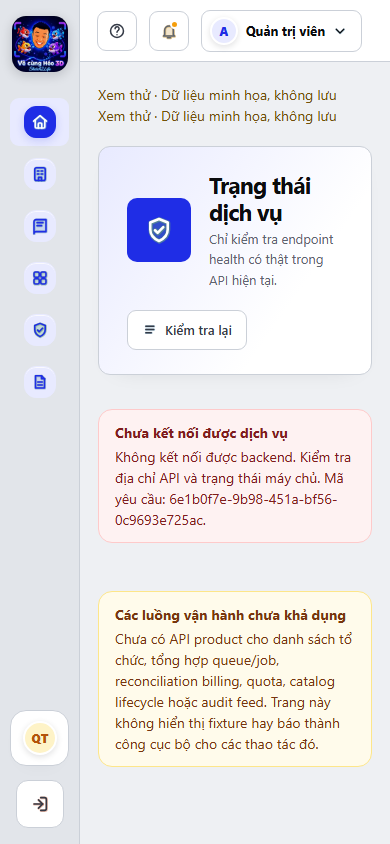 Vẽ cùng Hảo 3D
A
Quản trị viên
Xem thử · Dữ liệu minh họa, không lưu
Xem thử · Dữ liệu minh họa, không lưu
Trạng thái
dịch vụ
Chỉ kiểm tra endpoint
health có thật trong
API hiện tại.
Kiểm tra lại
Chưa kết nối được dịch vụ
Không kết nối được backend. Kiểm tra
địa chỉ API và trạng thái máy chủ. Mã
yêu cầu: 6e1b0f7e-9b98-451a-bf56-
0c9693e725ac.
Các luồng vận hành chưa khả dụng
Chưa có API product cho danh sách tổ
chức, tổng hợp queue/job,
reconciliation billing, quota, catalog
lifecycle hoặc audit feed. Trang này
không hiển thị fixture hay báo thành
công cục bộ cho các thao tác đó.
QT